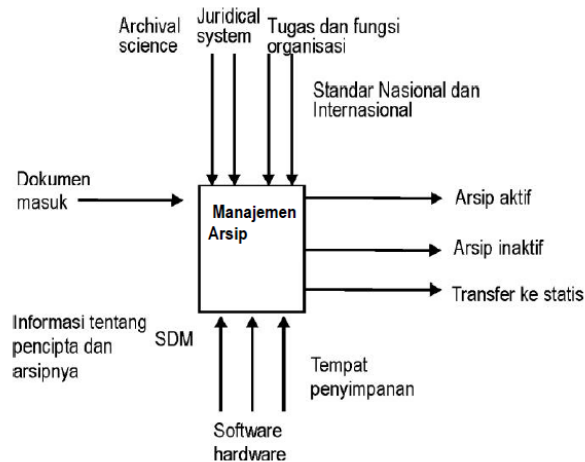 Archival
science
Juridical
system
Tugas dan fungsi
organisasi
Standar Nasional dan
Internasional
Dokumen
masuk
Manajemen
Arsip
Arsip aktif
Arsip inaktif
Transfer ke statis
Informasi tentang
pencipta dan
arsipnya
SDM
Tempat
penyimpanan
Software
hardware